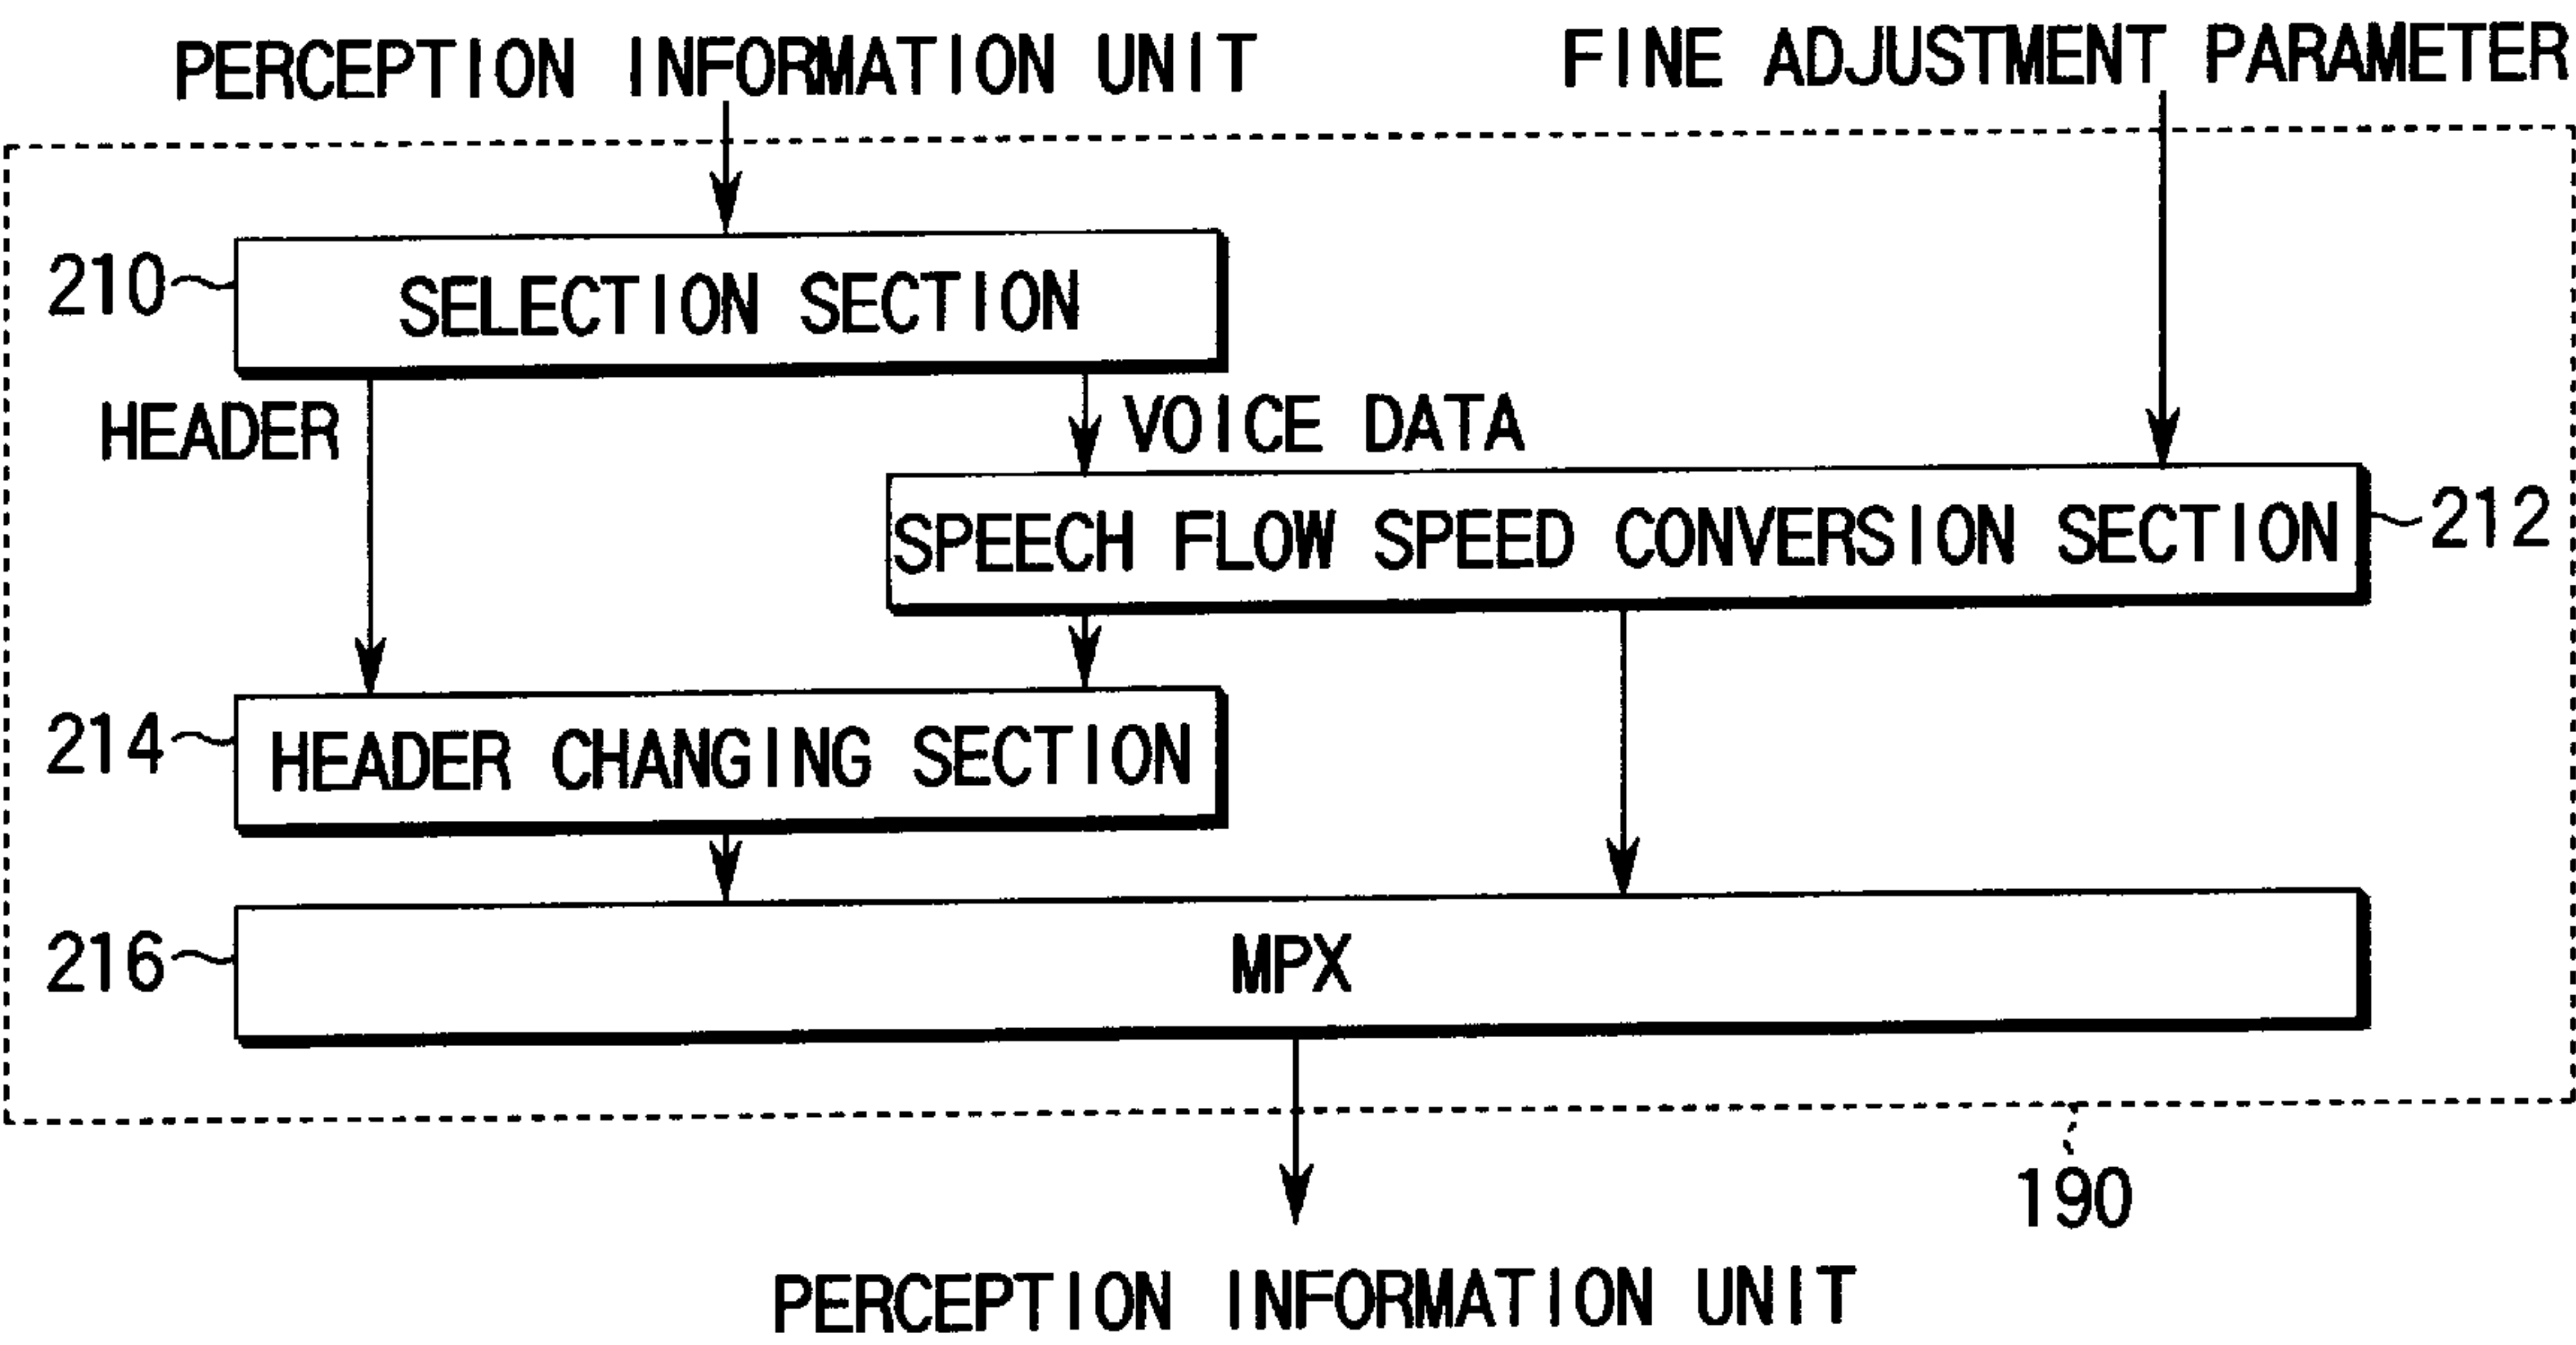 PERCEPTION INFORMATION UNIT
FINE ADJUSTMENT PARAMETER
210
SELECTION SECTION
HEADER
VOICE DATA
SPEECH FLOW SPEED CONVERSION SECTION
212
214
HEADER CHANGING SECTION
216
MPX
190
PERCEPTION INFORMATION UNIT